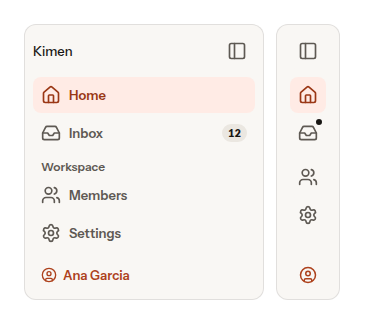 Kimen
Home
Inbox 12
Workspace
Members
Settings
Ana Garcia